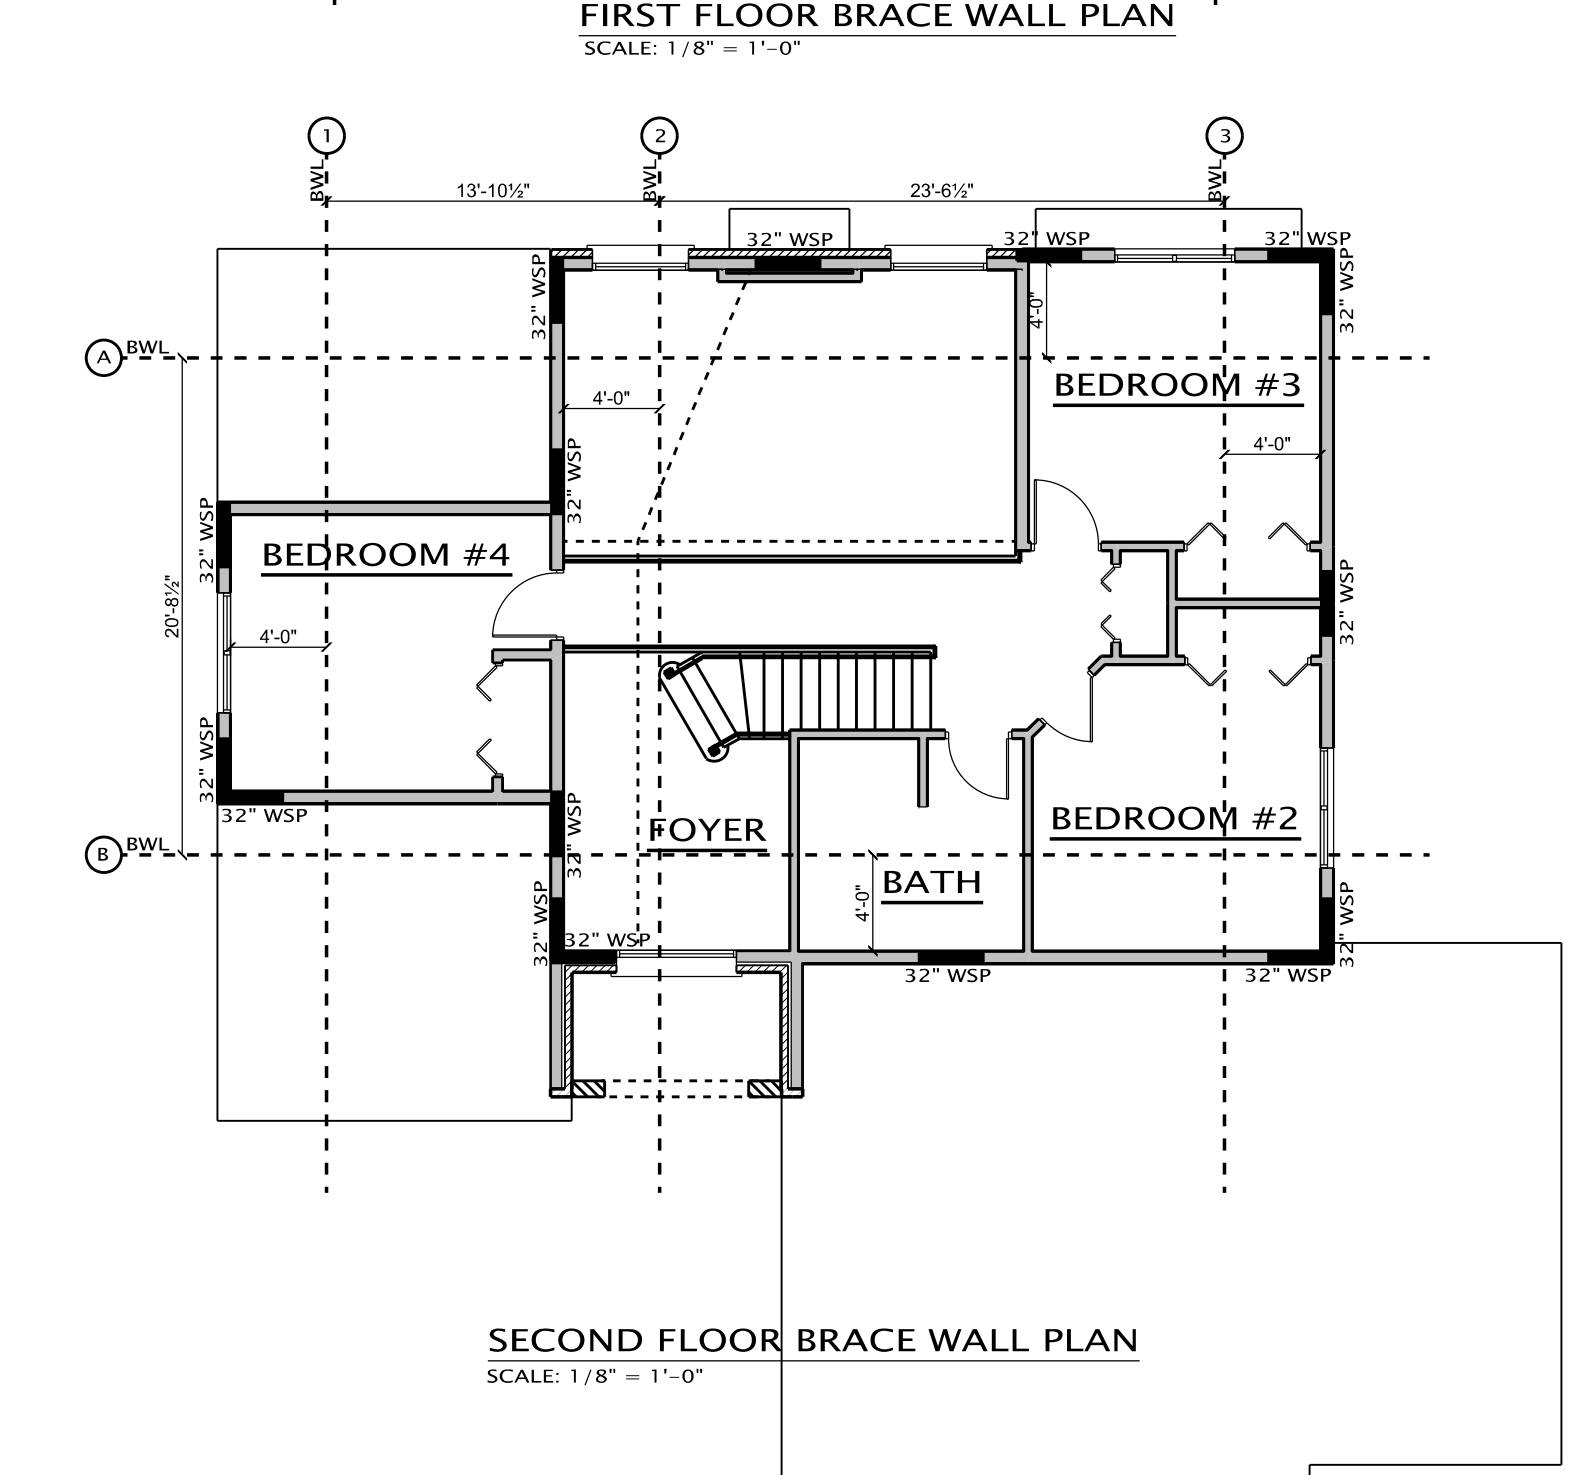 FIRST FLOOR BRACE WALL PLAN
SCALE: 1/8" = 1'-0"
1
2
3
BWL
BWL
BWL
13'-10½"
23'-6½"
32" WSP
32" WSP
32" WSP
32" WSP
32" WSP
4'-0"
A
BWL
BEDROOM #3
4'-0"
4'-0"
32" WSP
32" WSP
BEDROOM #4
32" WSP
20'-8½"
4'-0"
32" WSP
32" WSP
32" WSP
FOYER
BEDROOM #2
B
BWL
BATH
4'-0"
32" WSP
32" WSP
32" WSP
32" WSP
32" WSP
SECOND FLOOR BRACE WALL PLAN
SCALE: 1/8" = 1'-0"